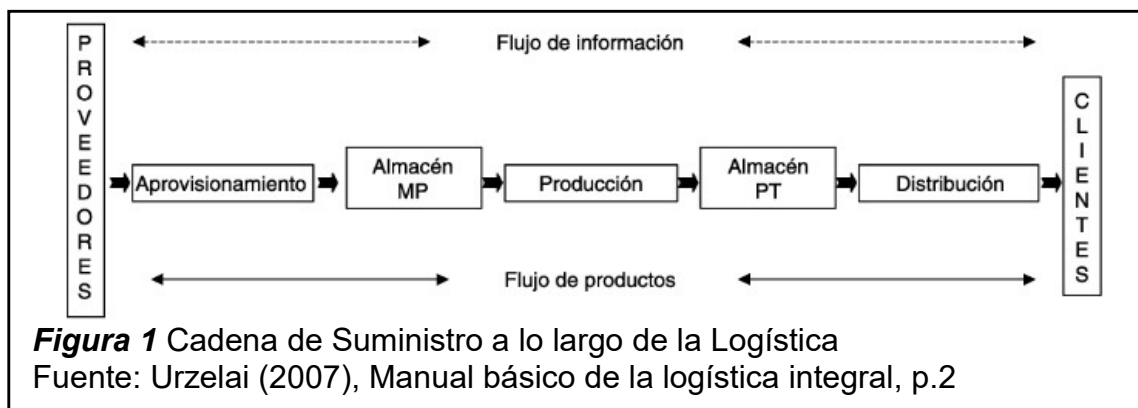 Flujo de información
PROVEEDORES
CLIENTES
Aprovisionamiento
Almacén
MP
Producción
Almacén
PT
Distribución
Flujo de productos
Figura 1 Cadena de Suministro a lo largo de la Logística
Fuente: Urzelai (2007), Manual básico de la logística integral, p.2